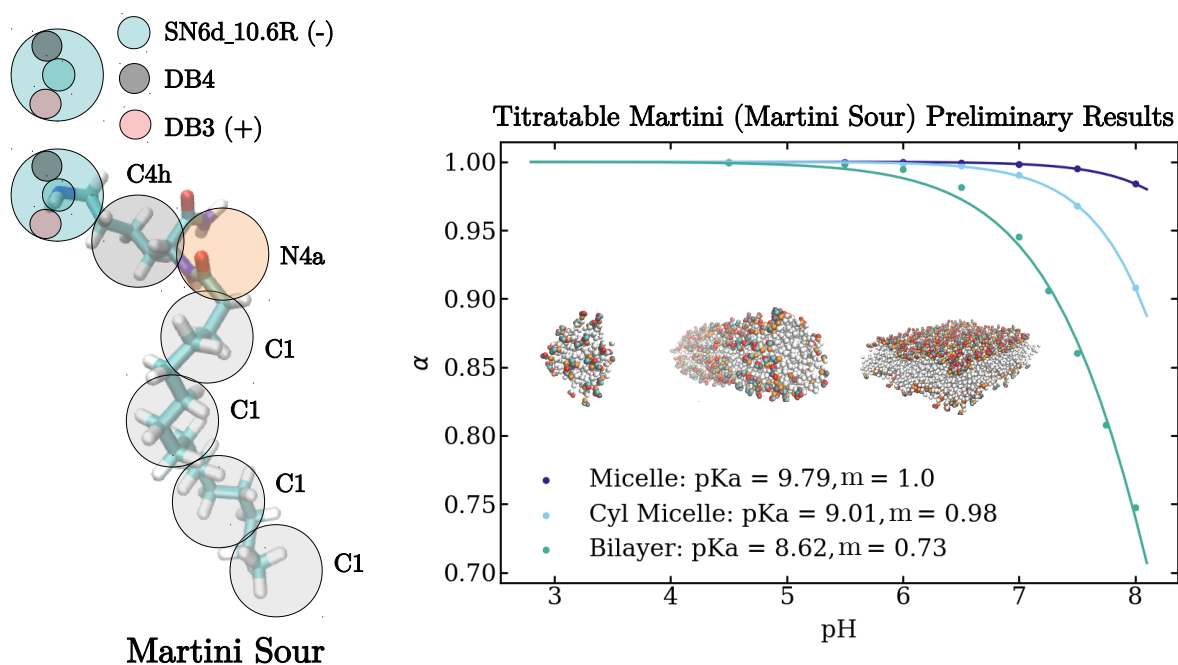 SN6d_10.6R (-)
DB4
DB3 (+)
C4h
N4a
C1
C1
C1
C1
Martini Sour
Titratable Martini (Martini Sour) Preliminary Results
1.00
0.95
0.90
0.85
0.80
0.75
0.70
α
Micelle: pKa = 9.79, m = 1.0
Cyl Micelle: pKa = 9.01, m = 0.98
Bilayer: pKa = 8.62, m = 0.73
3 4 5 6 7 8
pH